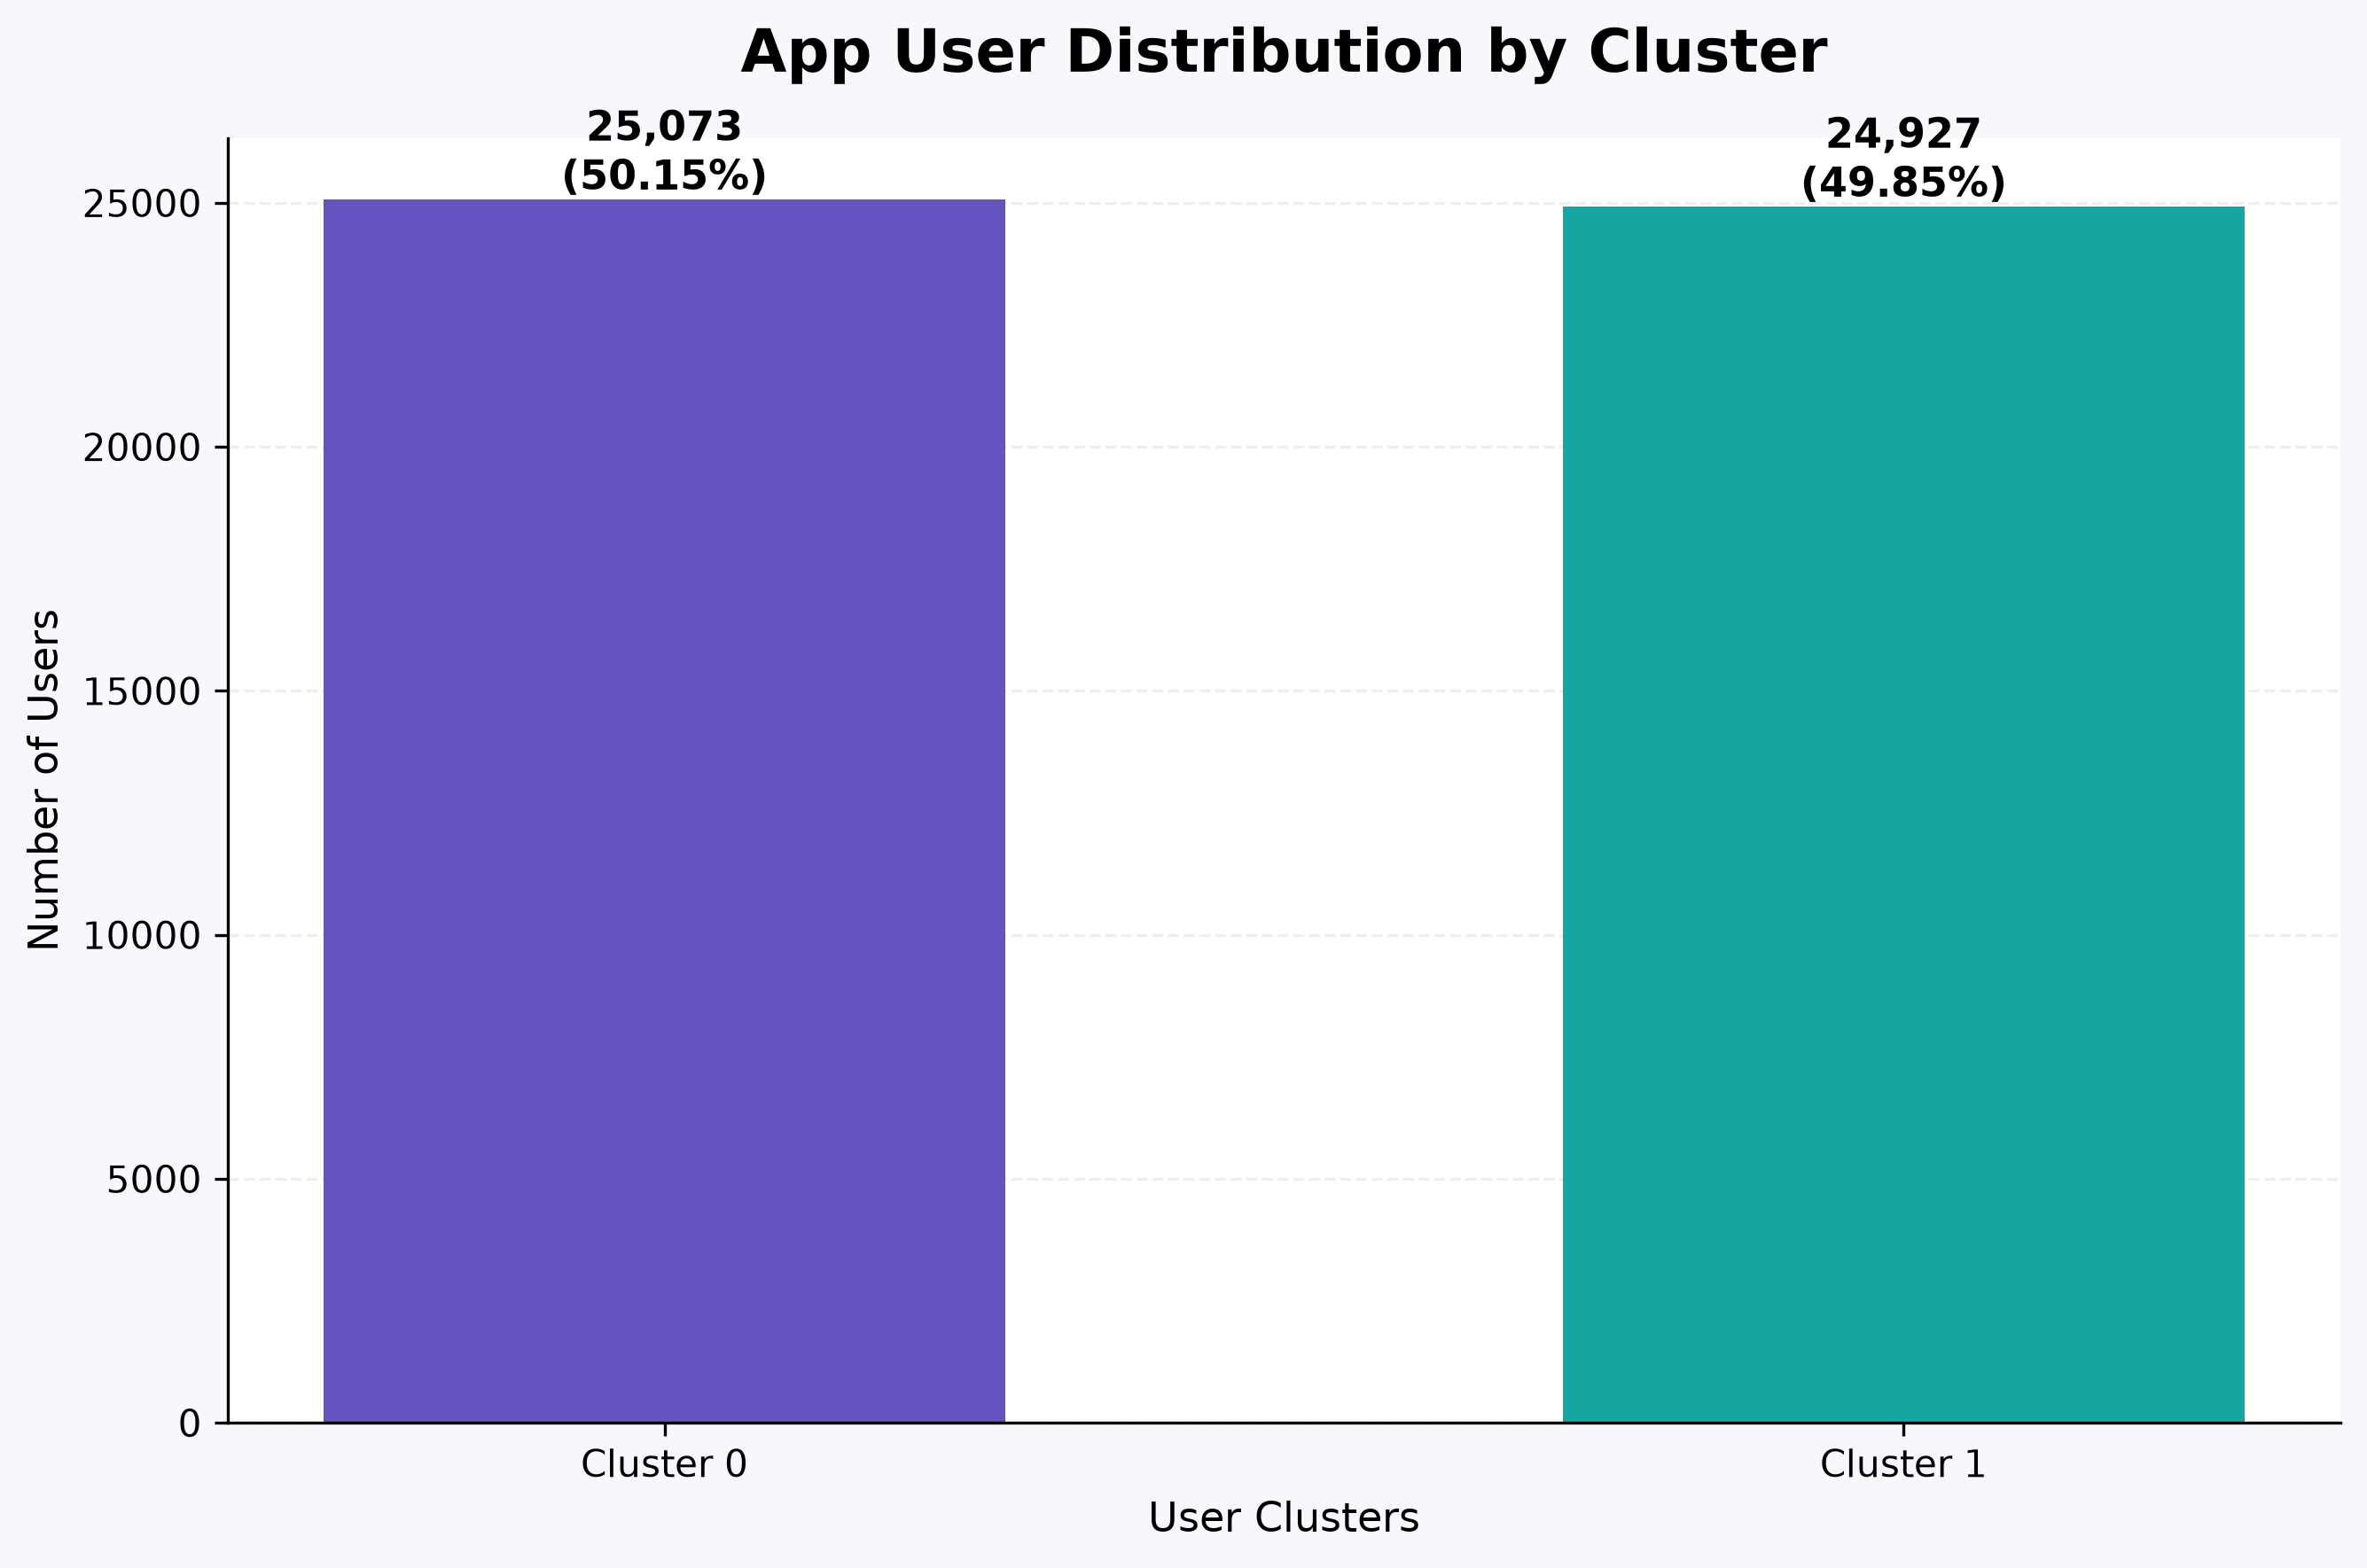 App User Distribution by Cluster
25,073
(50.15%)
24,927
(49.85%)
25000
20000
15000
10000
5000
0
Number of Users
Cluster 0
Cluster 1
User Clusters